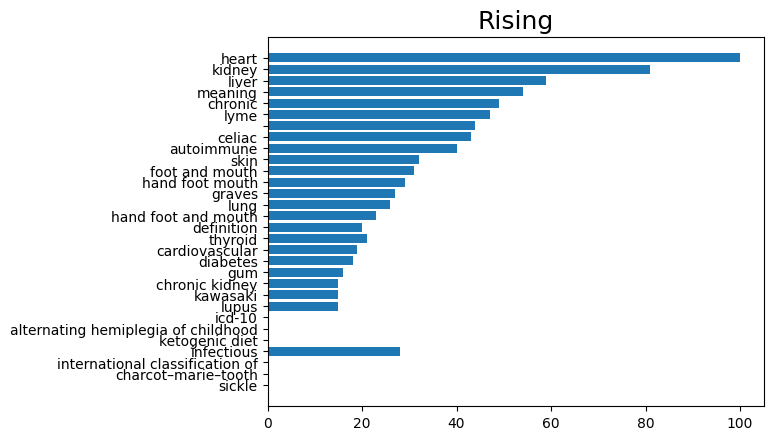 Rising
heart
kidney
liver
meaning
chronic
lyme
celiac
autoimmune
skin
foot and mouth
hand foot mouth
graves
lung
hand foot and mouth
definition
thyroid
cardiovascular
diabetes
gum
chronic kidney
kawasaki
lupus
icd-10
alternating hemiplegia of childhood
ketogenic diet
infectious
international classification of
charcot–marie–tooth
sickle
0 20 40 60 80 100